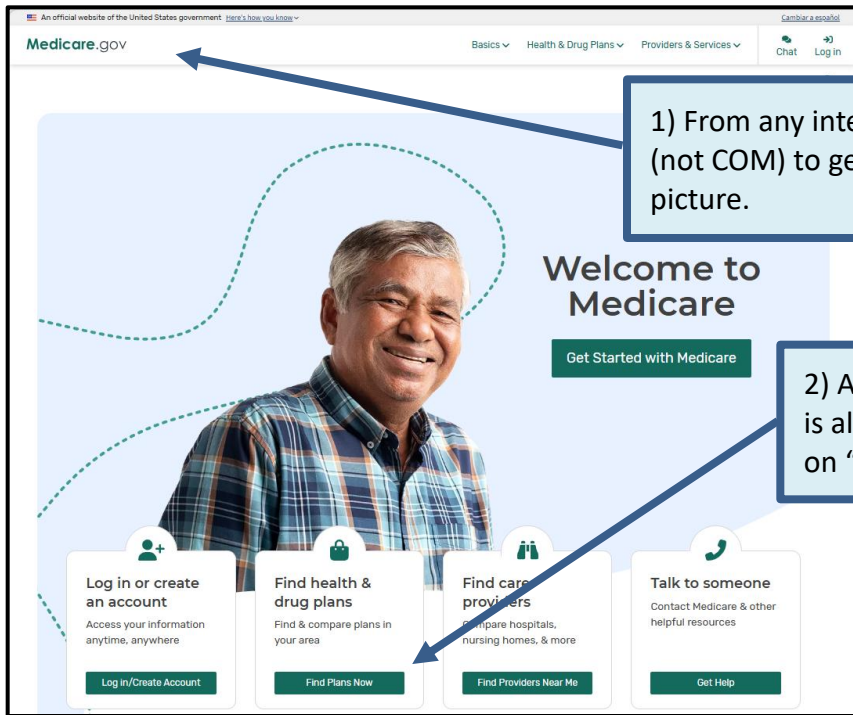 An official website of the United States government Here's how you know
Cambiar a español
Medicare.gov
Basics Health & Drug Plans Providers & Services
Chat Log in
1) From any inte
(not COM) to ge
picture.
Welcome to
Medicare
Get Started with Medicare
2) A
is al
on “
Log in or create
an account
Access your information
anytime, anywhere
Log in/Create Account
Find health &
drug plans
Find & compare plans in
your area
Find Plans Now
Find care
providers
Compare hospitals,
nursing homes, & more
Find Providers Near Me
Talk to someone
Contact Medicare & other
helpful resources
Get Help